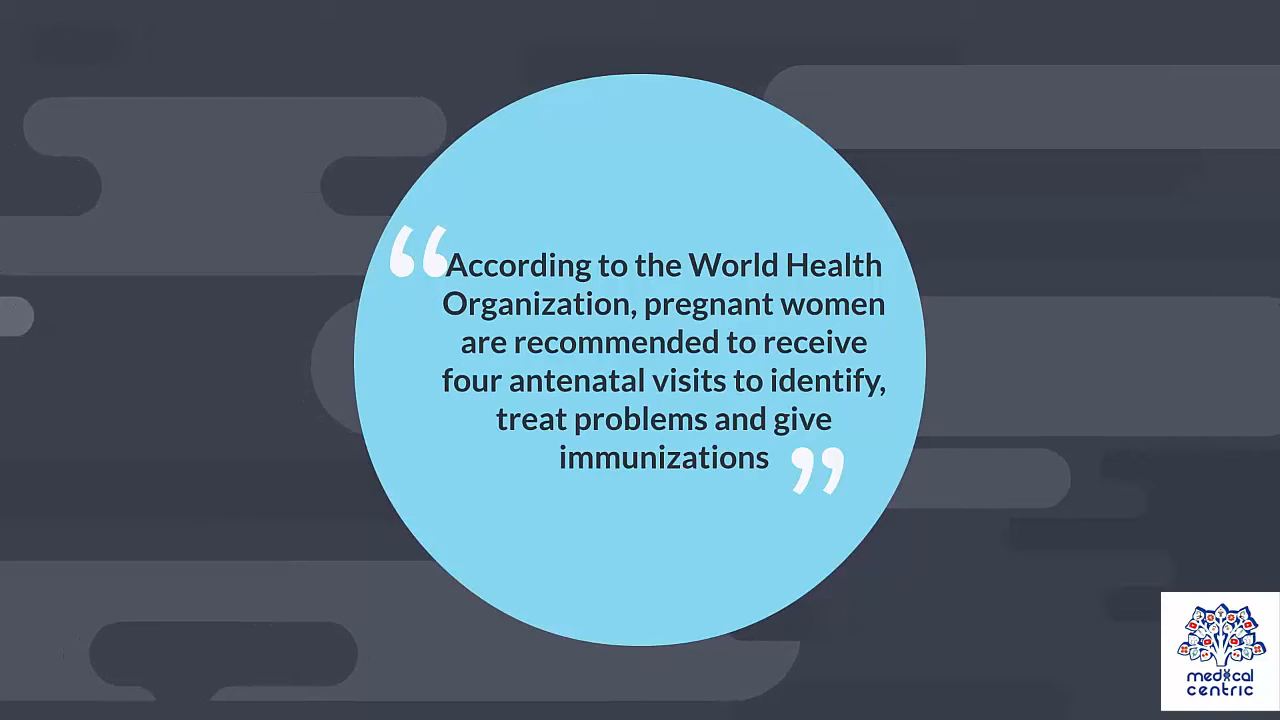 “According to the World Health
Organization, pregnant women
are recommended to receive
four antenatal visits to identify,
treat problems and give
immunizations”
medical
centric